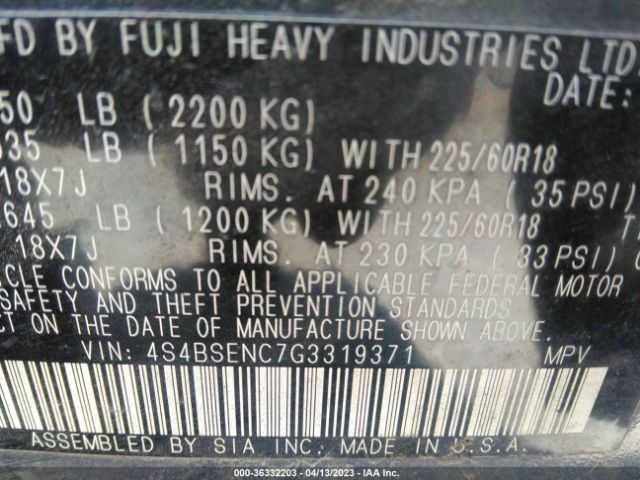 MFD BY FUJI HEAVY INDUSTRIES LTD.
DATE:
50 LB ( 2200 KG)
535 LB ( 1150 KG) WITH 225/60R18
18X7J RIMS. AT 240 KPA ( 35 PSI)
645 LB ( 1200 KG) WITH 225/60R18
18X7J RIMS. AT 230 KPA ( 33 PSI)
ICLE CONFORMS TO ALL APPLICABLE FEDERAL MOTOR
SAFETY AND THEFT PREVENTION STANDARDS
CT ON THE DATE OF MANUFACTURE SHOWN ABOVE.
VIN: 4S4BSENC7G3319371 MPV
ASSEMBLED BY SIA INC. MADE IN U.S.A.
000-36332203 - 04/13/2023 - IAA Inc.